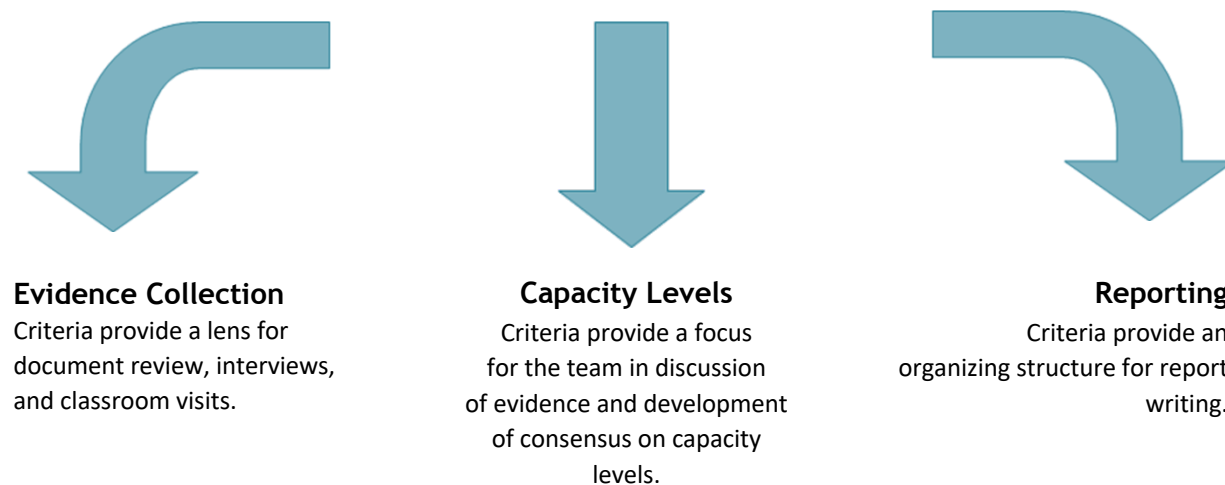 Evidence Collection
Criteria provide a lens for
document review, interviews,
and classroom visits.
Capacity Levels
Criteria provide a focus
for the team in discussion
of evidence and development
of consensus on capacity
levels.
Reporting
Criteria provide an
organizing structure for report
writing.